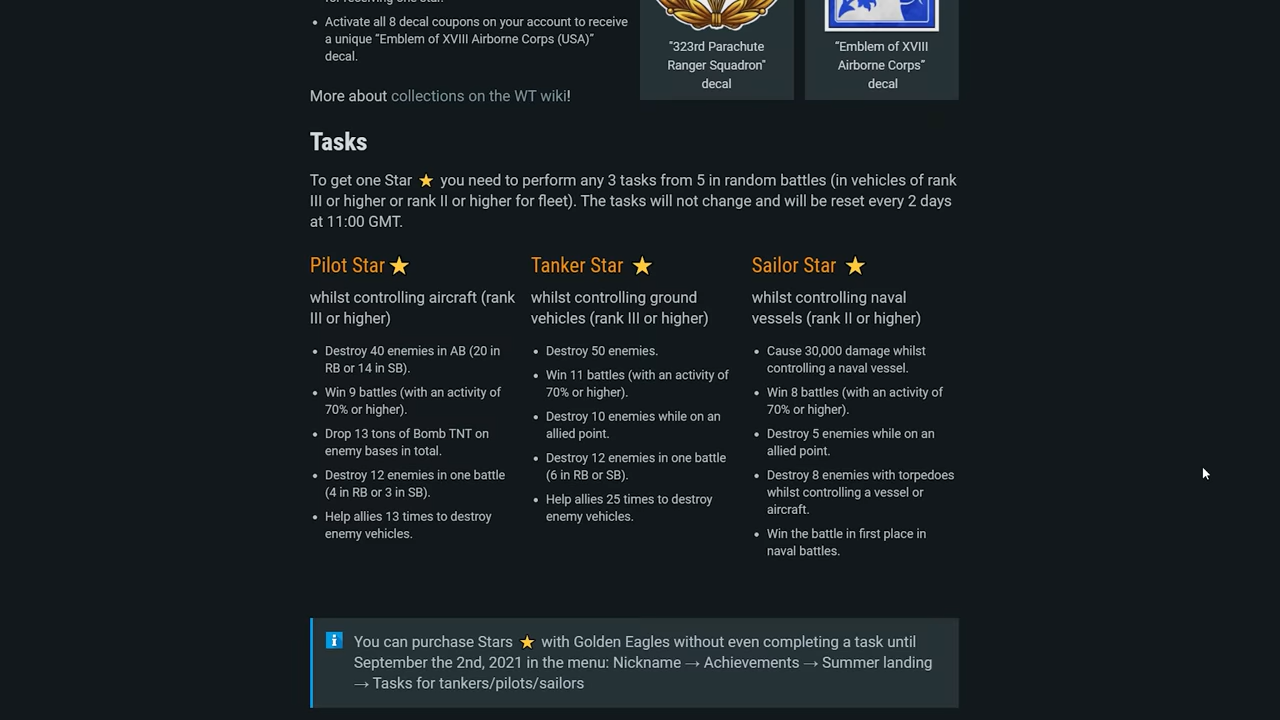 Activate all 8 decal coupons on your account to receive
a unique “Emblem of XVIII Airborne Corps (USA)”
decal.
"323rd Parachute
Ranger Squadron"
decal
“Emblem of XVIII
Airborne Corps”
decal
More about collections on the WT wiki!
Tasks
To get one Star ⭐ you need to perform any 3 tasks from 5 in random battles (in vehicles of rank
III or higher or rank II or higher for fleet). The tasks will not change and will be reset every 2 days
at 11:00 GMT.
Pilot Star ⭐
whilst controlling aircraft (rank
III or higher)
Destroy 40 enemies in AB (20 in
RB or 14 in SB).
Win 9 battles (with an activity of
70% or higher).
Drop 13 tons of Bomb TNT on
enemy bases in total.
Destroy 12 enemies in one battle
(4 in RB or 3 in SB).
Help allies 13 times to destroy
enemy vehicles.
Tanker Star ⭐
whilst controlling ground
vehicles (rank III or higher)
Destroy 50 enemies.
Win 11 battles (with an activity of
70% or higher).
Destroy 10 enemies while on an
allied point.
Destroy 12 enemies in one battle
(6 in RB or SB).
Help allies 25 times to destroy
enemy vehicles.
Sailor Star ⭐
whilst controlling naval
vessels (rank II or higher)
Cause 30,000 damage whilst
controlling a naval vessel.
Win 8 battles (with an activity of
70% or higher).
Destroy 5 enemies while on an
allied point.
Destroy 8 enemies with torpedoes
whilst controlling a vessel or
aircraft.
Win the battle in first place in
naval battles.
You can purchase Stars ⭐ with Golden Eagles without even completing a task until
September the 2nd, 2021 in the menu: Nickname → Achievements → Summer landing
→ Tasks for tankers/pilots/sailors